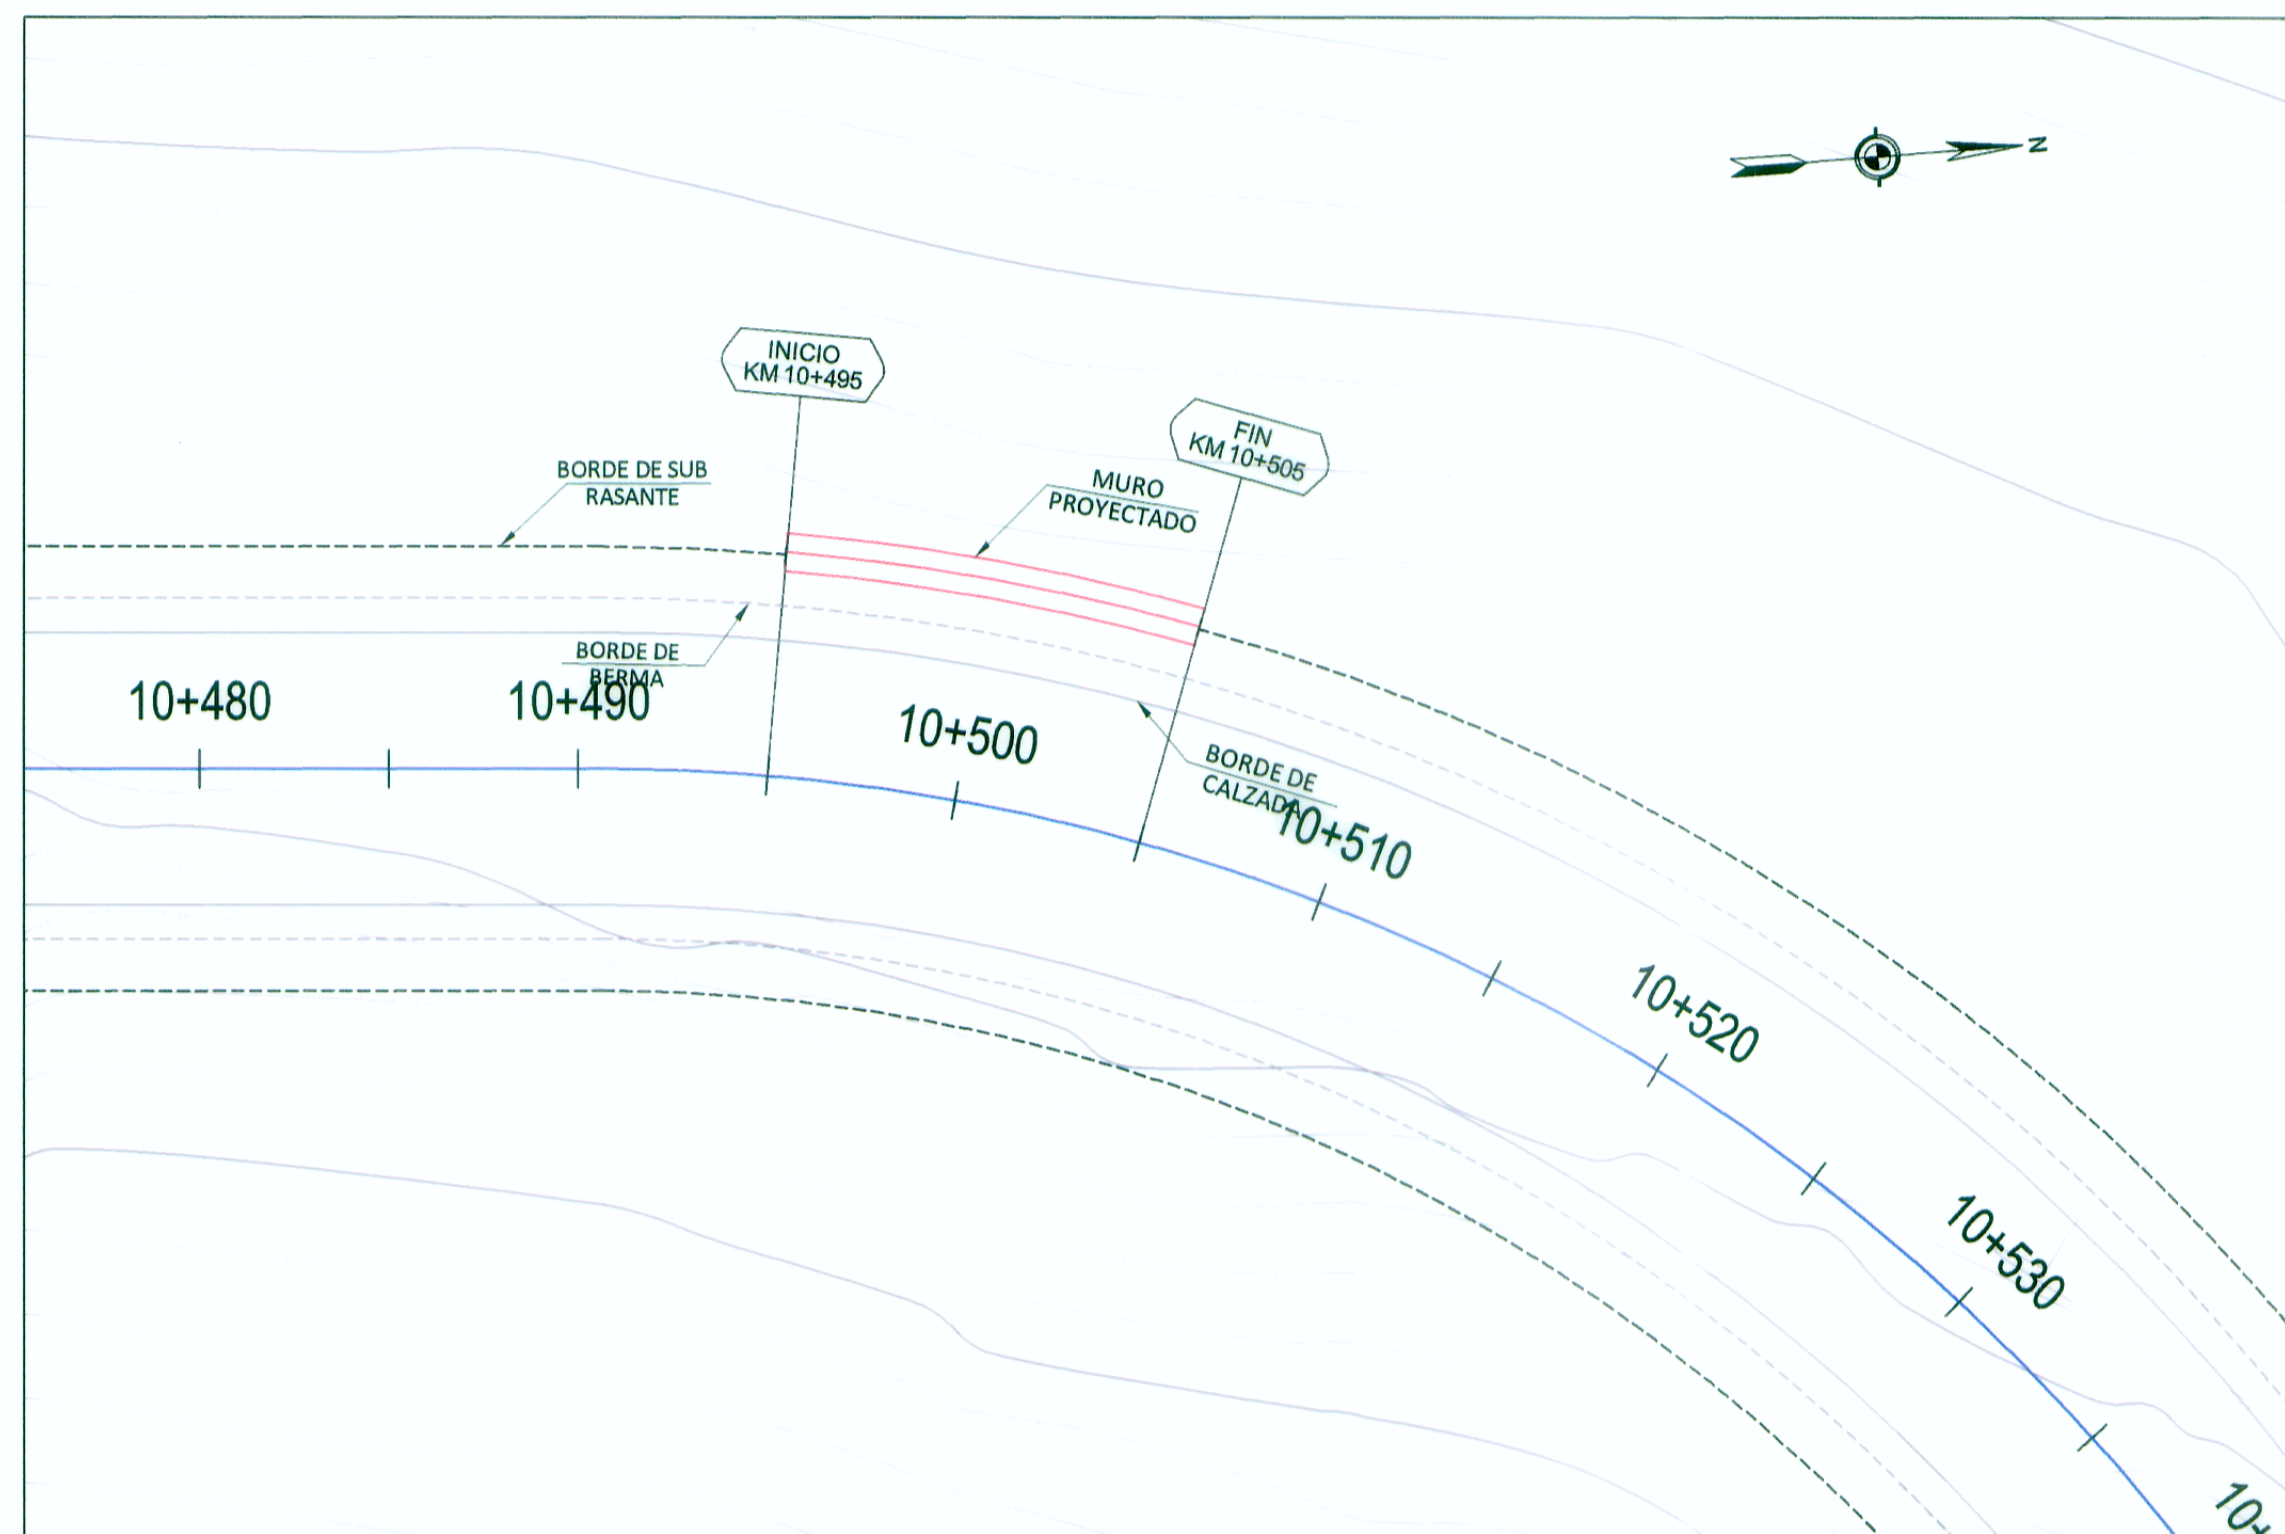 N
INICIO
KM 10+495
FIN
KM 10+505
BORDE DE SUB
RASANTE
MURO
PROYECTADO
BORDE DE
BERMA
10+480
10+490
10+500
BORDE DE
CALZADA
10+510
10+520
10+530